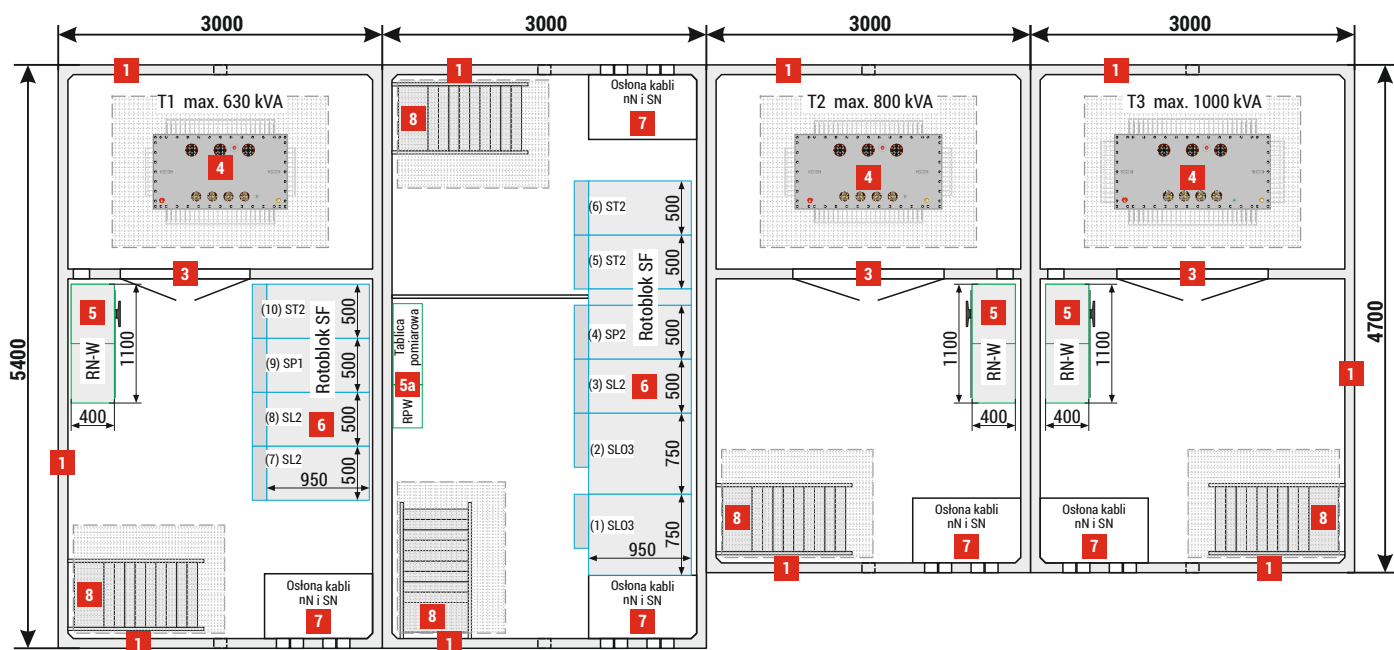 3000
3000
3000
3000
5400
4700
1
T1 max. 630 kVA
4
3
5
RN-W
1100
400
(10) ST2
500
(9) SP1
500
(8) SL2
500
(7) SL2
500
Rotoblok SF
6
950
1
8
1
Osłona kabli
nN i SN
7
1
8
Osłona kabli
nN i SN
7
(6) ST2
500
(5) ST2
500
Rotoblok SF
(4) SP2
500
(3) SL2
6
500
(2) SLO3
750
(1) SLO3
750
950
Tablica
pomiarowa
5a
RPW
8
1
Osłona kabli
nN i SN
7
1
T2 max. 800 kVA
4
3
5
RN-W
1100
400
8
1
Osłona kabli
nN i SN
7
1
T3 max. 1000 kVA
4
3
5
RN-W
1100
400
1
Osłona kabli
nN i SN
7
8
1